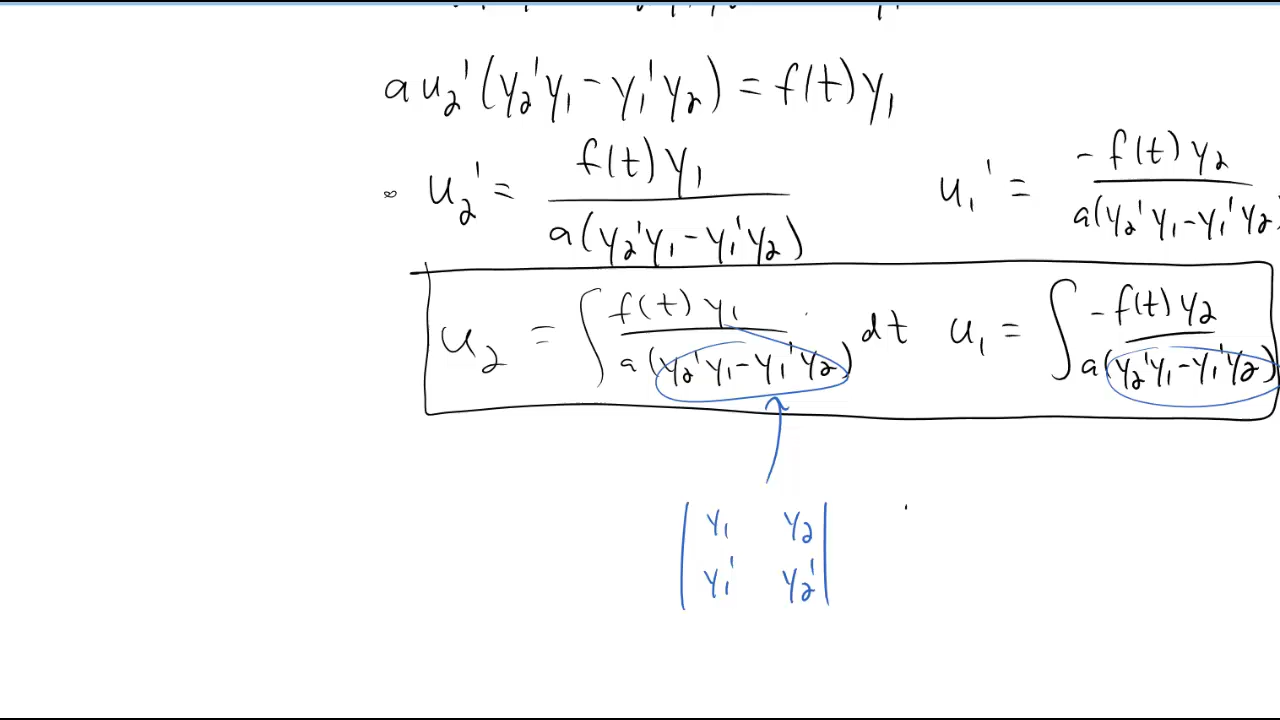 a u₂'(y₂'y₁ − y₁'y₂) = f(t)y₁
u₂' = f(t)y₁ / a(y₂'y₁ − y₁'y₂) u₁' = −f(t)y₂ / a(y₂'y₁ − y₁'y₂)
u₂ = ∫ f(t)y₁ / a(y₂'y₁ − y₁'y₂) dt u₁ = ∫ −f(t)y₂ / a(y₂'y₁ − y₁'y₂)
| y₁ y₂ |
| y₁' y₂' |